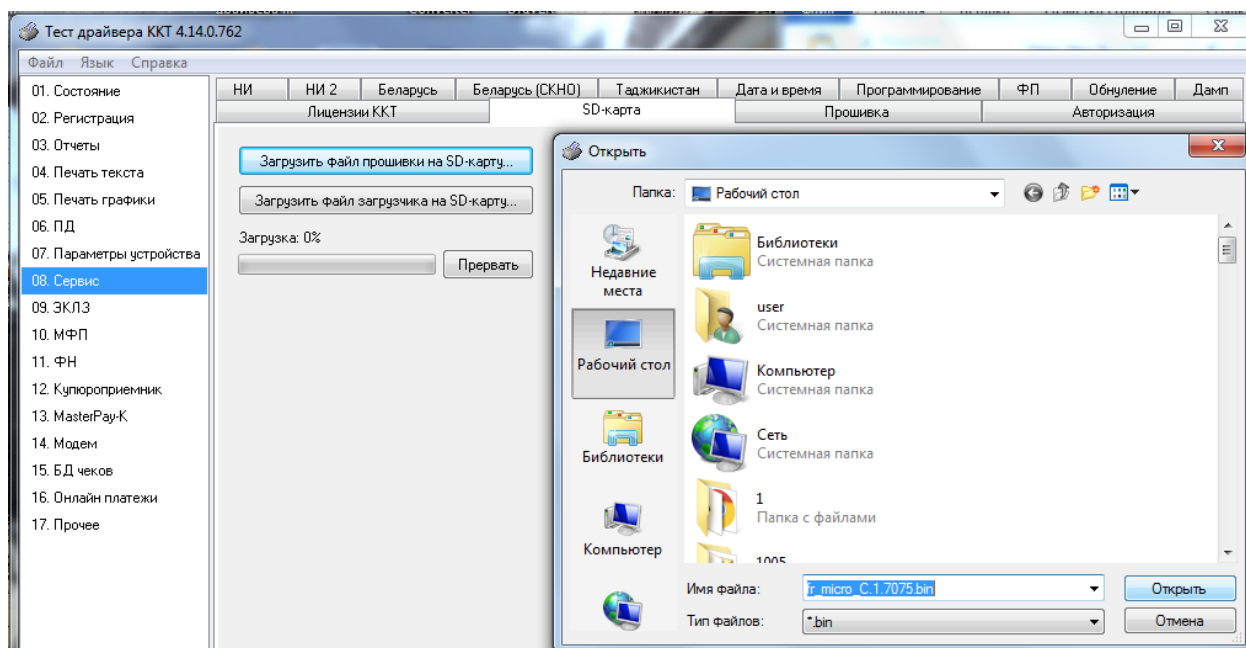 Тест драйвера ККТ 4.14.0.762
Файл Язык Справка
01. Состояние
02. Регистрация
03. Отчеты
04. Печать текста
05. Печать графики
06. ПД
07. Параметры устройства
08. Сервис
09. ЭКЛЗ
10. МФП
11. ФН
12. Купюроприемник
13. MasterPay-K
14. Модем
15. БД чеков
16. Онлайн платежи
17. Прочее
НИ НИ 2 Беларусь Беларусь (СКНО) Таджикистан Дата и время Программирование ФП Обнуление Дамп
Лицензии ККТ SD-карта Прошивка Авторизация
Загрузить файл прошивки на SD-карту...
Загрузить файл загрузчика на SD-карту...
Загрузка: 0%
Прервать
Открыть
Папка: Рабочий стол
Недавние
места
Рабочий стол
Библиотеки
Компьютер
Библиотеки
Системная папка
user
Системная папка
Компьютер
Системная папка
Сеть
Системная папка
1
Папка с файлами
1005
Имя файла: fr_micro_C.1.7075.bin Открыть
Тип файлов: *.bin Отмена